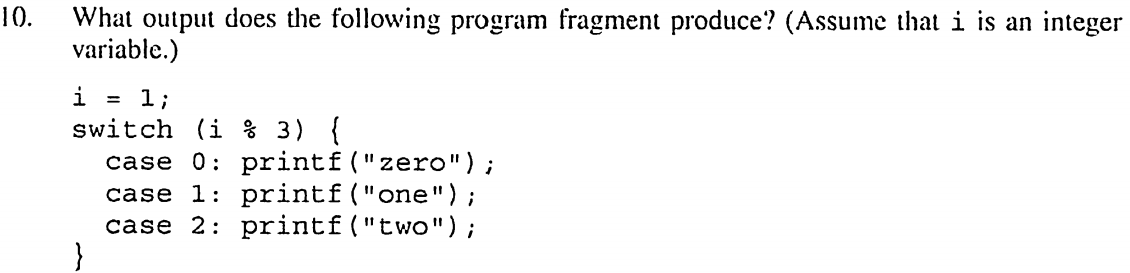 10. What output does the following program fragment produce? (Assume that i is an integer
variable.)
i = 1;
switch (i % 3) {
case 0: printf("zero");
case 1: printf("one");
case 2: printf("two");
}